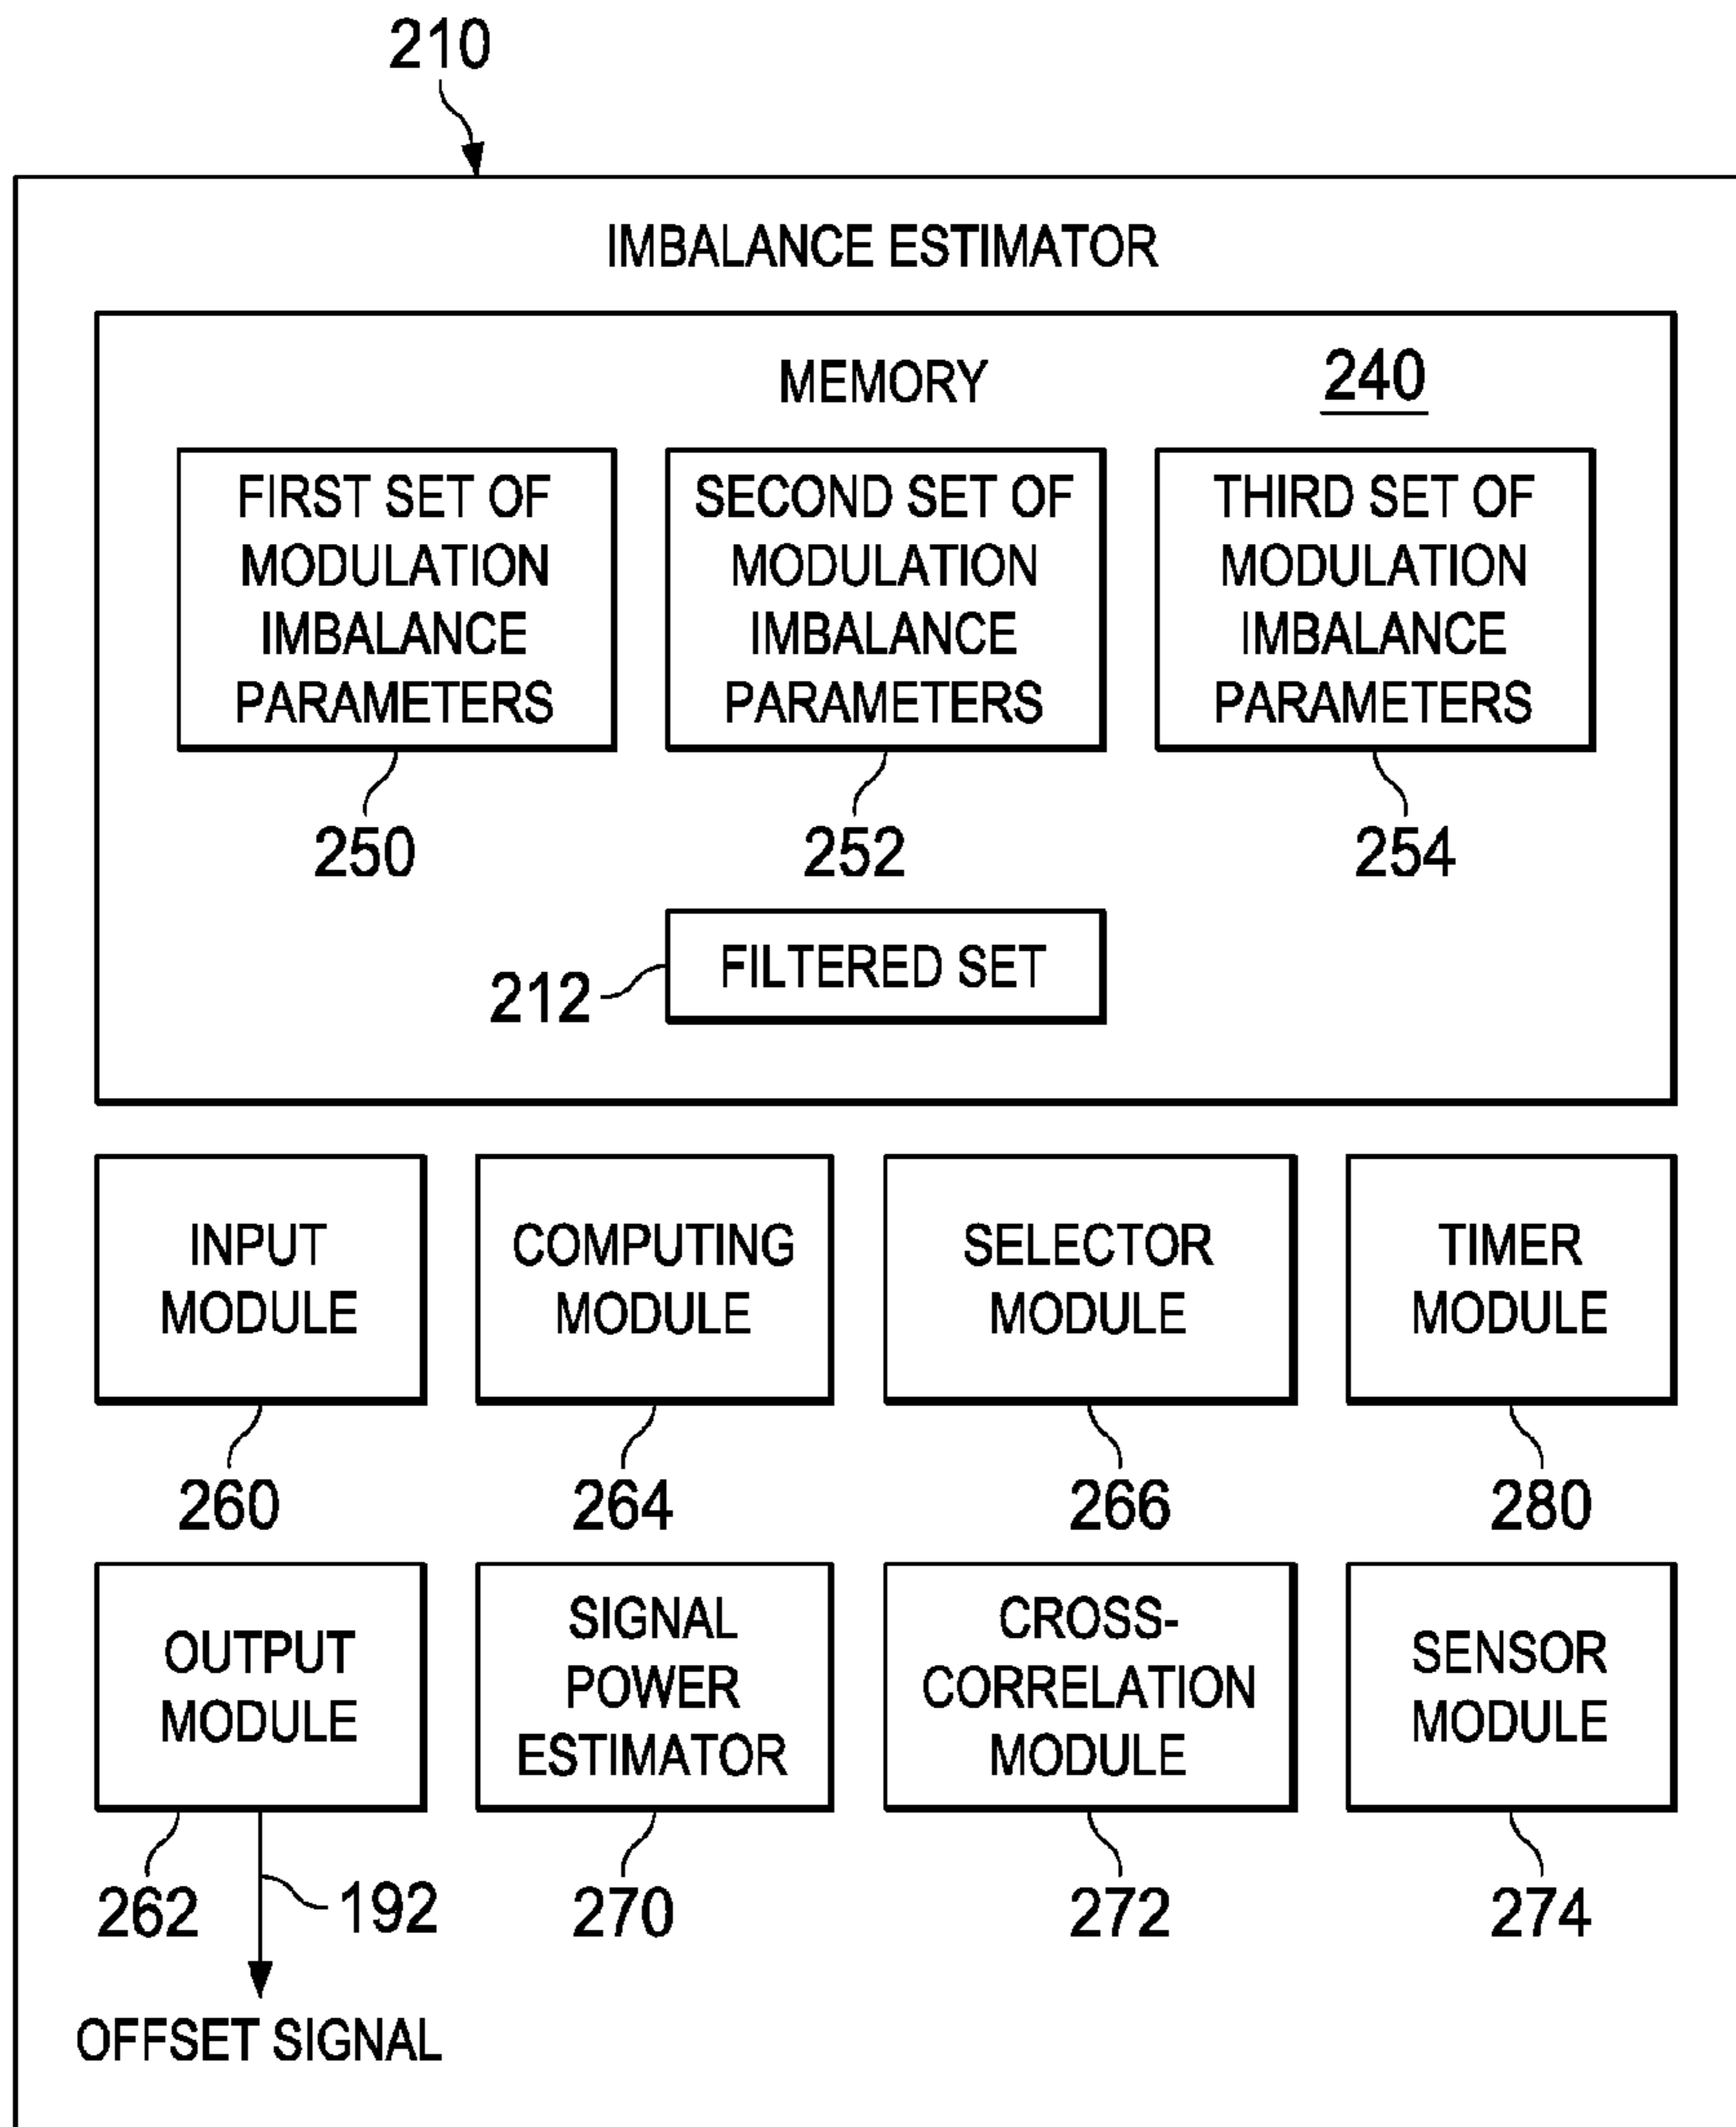 210
IMBALANCE ESTIMATOR
MEMORY
240
FIRST SET OF
MODULATION
IMBALANCE
PARAMETERS
SECOND SET OF
MODULATION
IMBALANCE
PARAMETERS
THIRD SET OF
MODULATION
IMBALANCE
PARAMETERS
250
252
254
212
FILTERED SET
INPUT
MODULE
COMPUTING
MODULE
SELECTOR
MODULE
TIMER
MODULE
260
264
266
280
OUTPUT
MODULE
SIGNAL
POWER
ESTIMATOR
CROSS-
CORRELATION
MODULE
SENSOR
MODULE
262
192
270
272
274
OFFSET SIGNAL